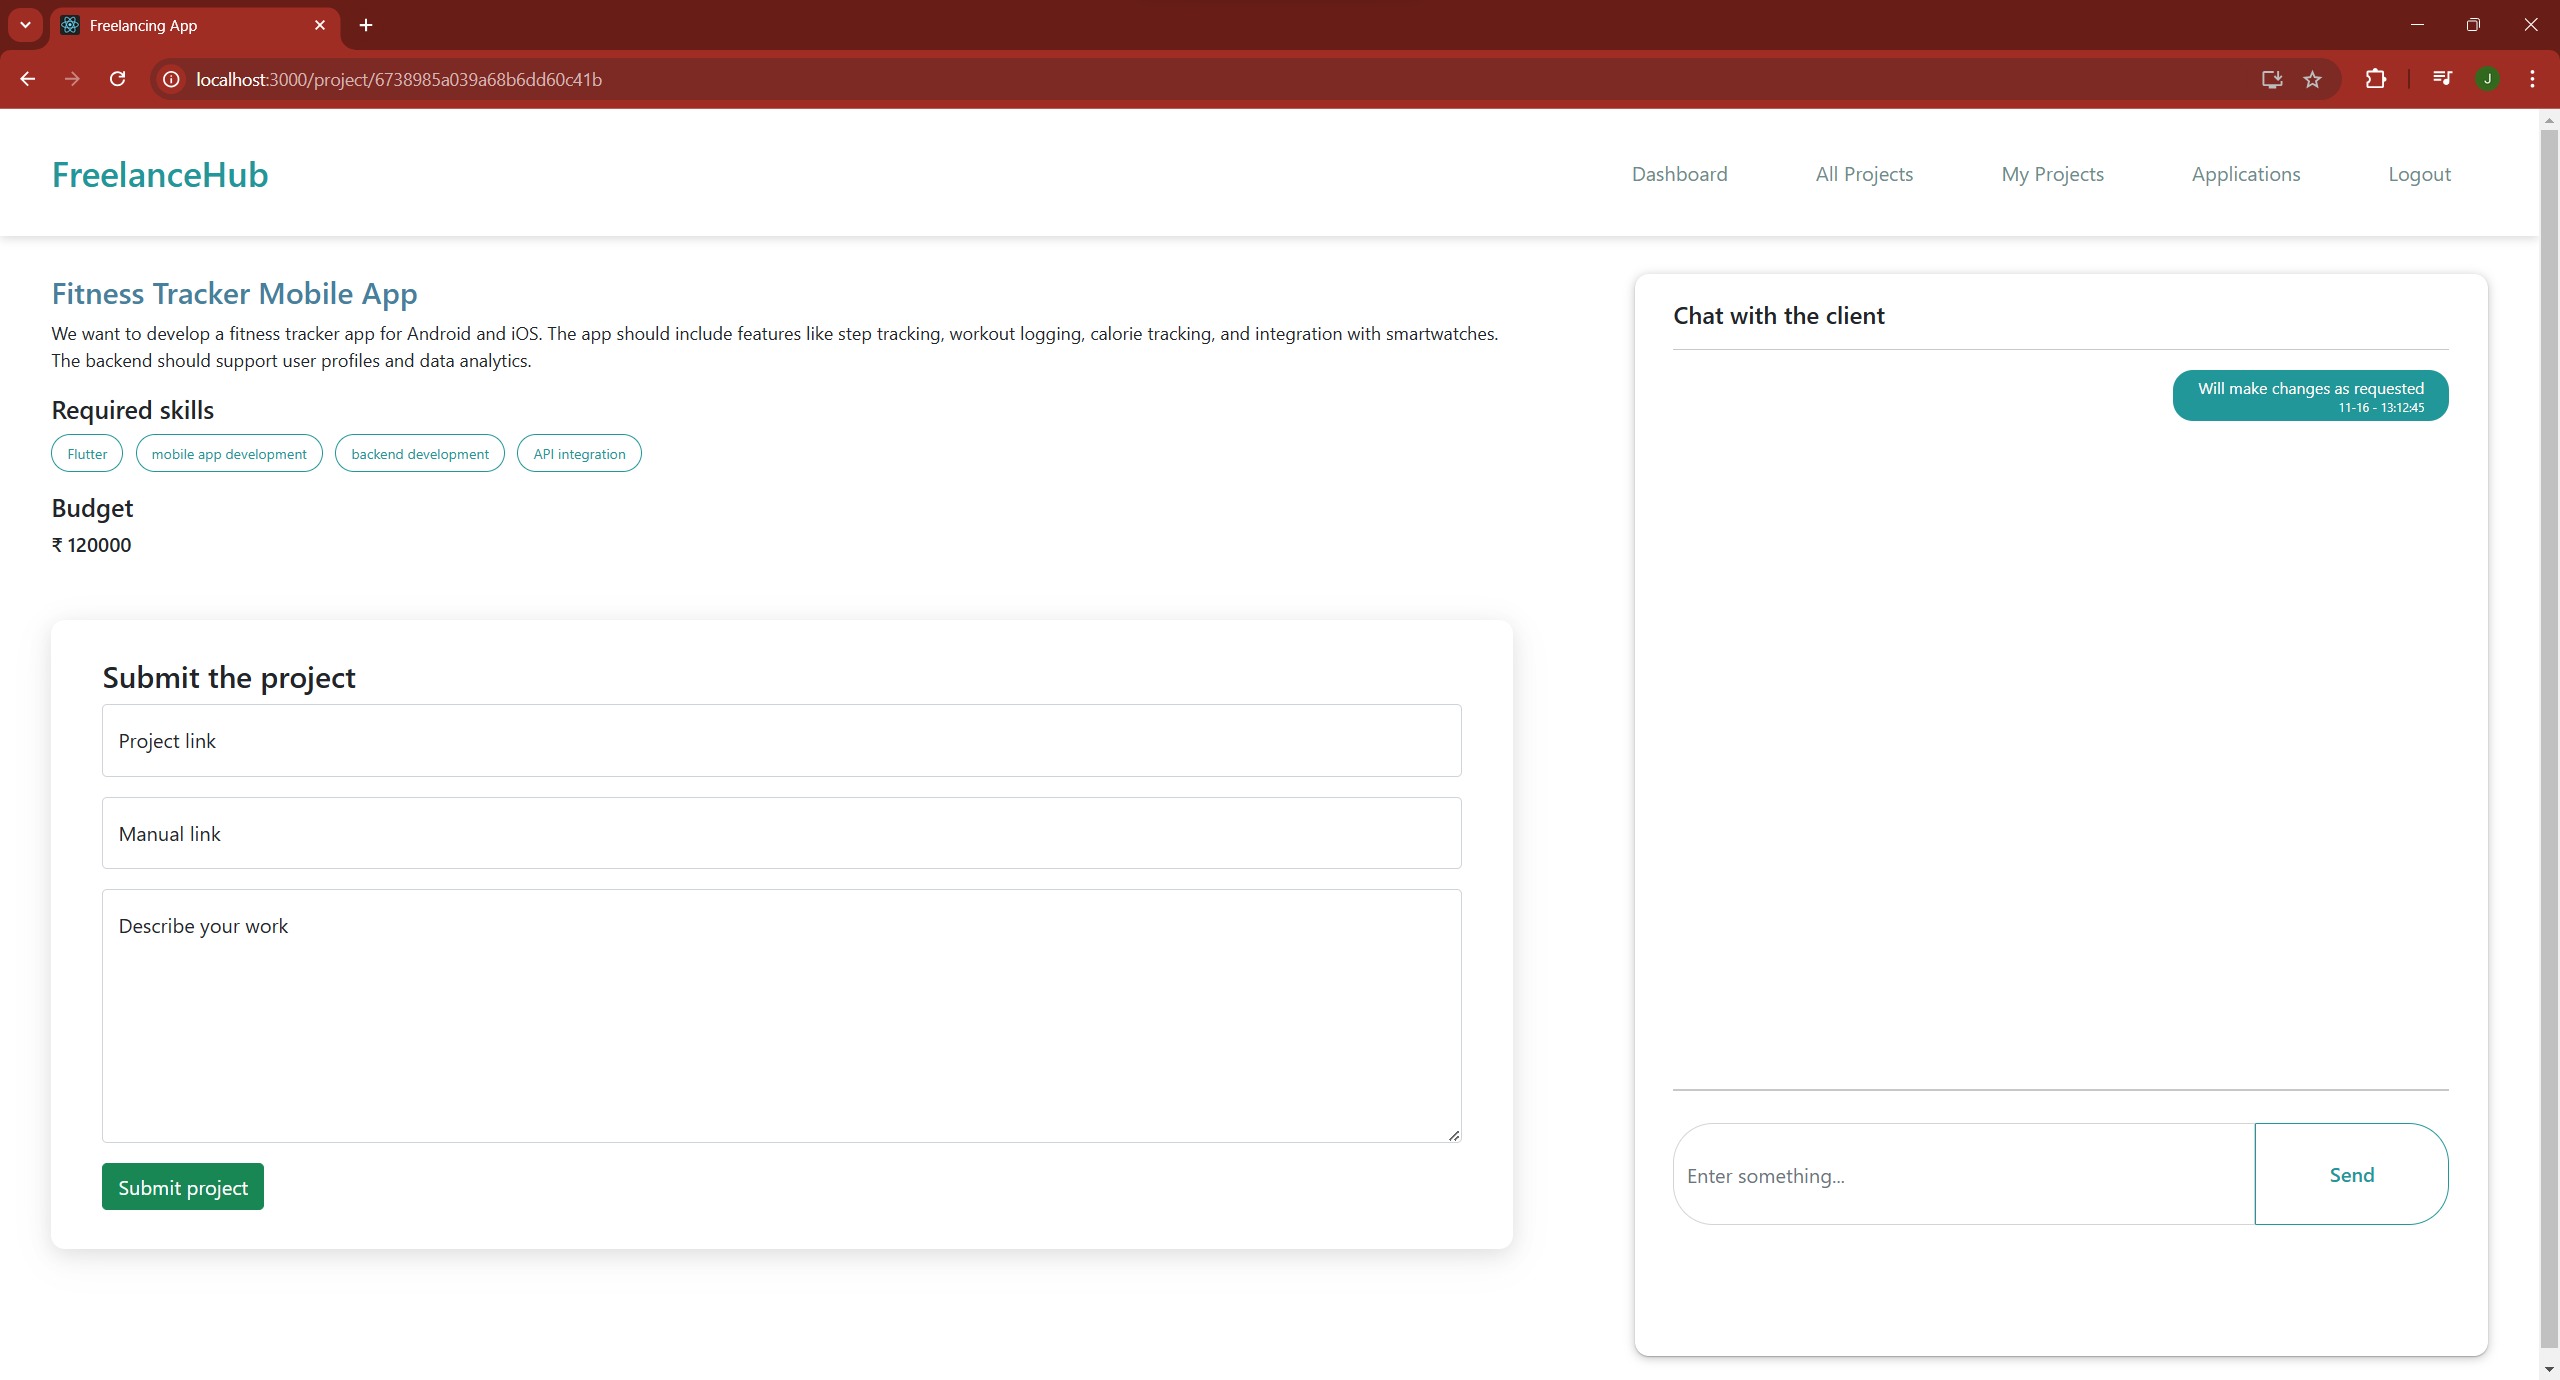 Freelancing App
localhost:3000/project/6738985a039a68b6dd60c41b
J
FreelanceHub
Dashboard
All Projects
My Projects
Applications
Logout
Fitness Tracker Mobile App
We want to develop a fitness tracker app for Android and iOS. The app should include features like step tracking, workout logging, calorie tracking, and integration with smartwatches.
The backend should support user profiles and data analytics.
Required skills
Flutter
mobile app development
backend development
API integration
Budget
₹ 120000
Submit the project
Project link
Manual link
Describe your work
Submit project
Chat with the client
Will make changes as requested
11-16 - 13:12:45
Enter something...
Send